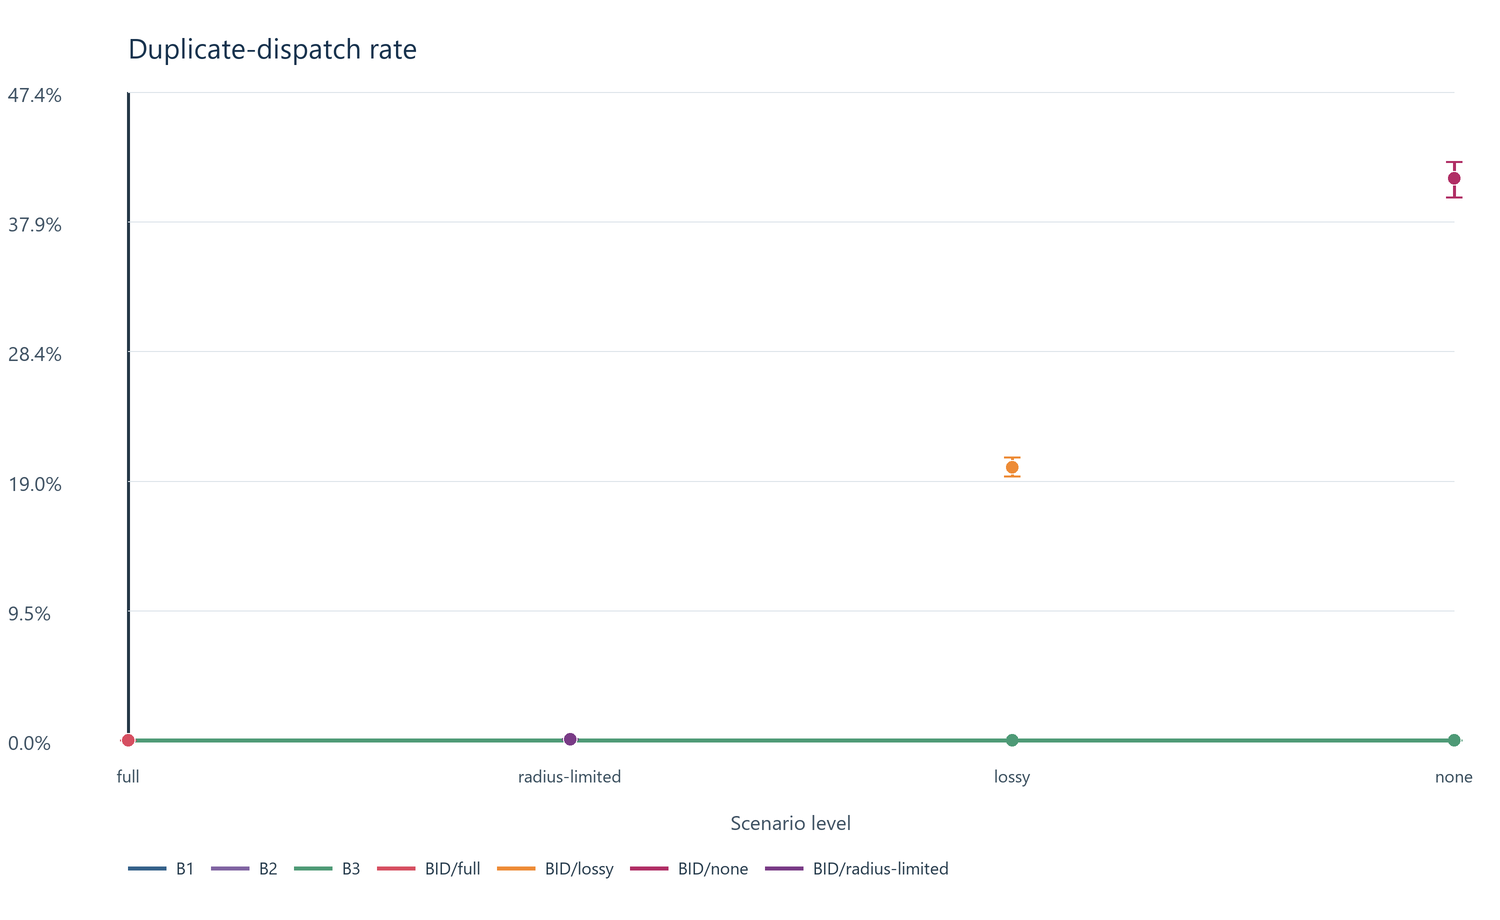 Duplicate-dispatch rate
47.4%
37.9%
28.4%
19.0%
9.5%
0.0%
full radius-limited lossy none
Scenario level
B1 B2 B3 BID/full BID/lossy BID/none BID/radius-limited